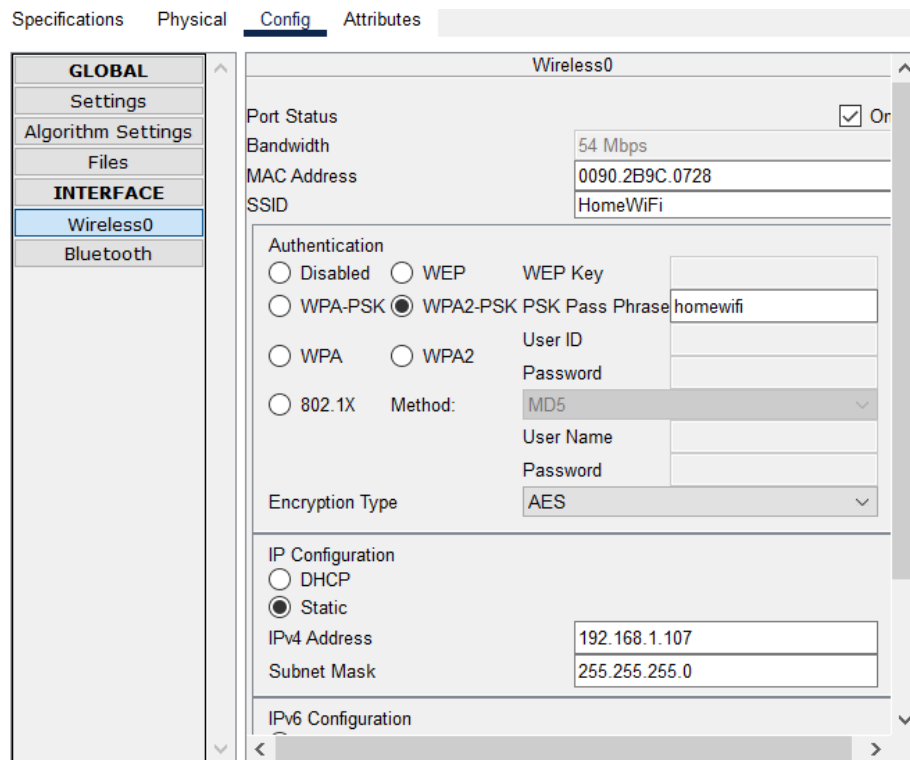 Specifications Physical Config Attributes
GLOBAL
Settings
Algorithm Settings
Files
INTERFACE
Wireless0
Bluetooth
Wireless0
Port Status On
Bandwidth 54 Mbps
MAC Address 0090.2B9C.0728
SSID HomeWiFi
Authentication
Disabled WEP WEP Key
WPA-PSK WPA2-PSK PSK Pass Phrase homewifi
User ID
WPA WPA2
Password
802.1X Method: MD5
User Name
Password
Encryption Type AES
IP Configuration
DHCP
Static
IPv4 Address 192.168.1.107
Subnet Mask 255.255.255.0
IPv6 Configuration